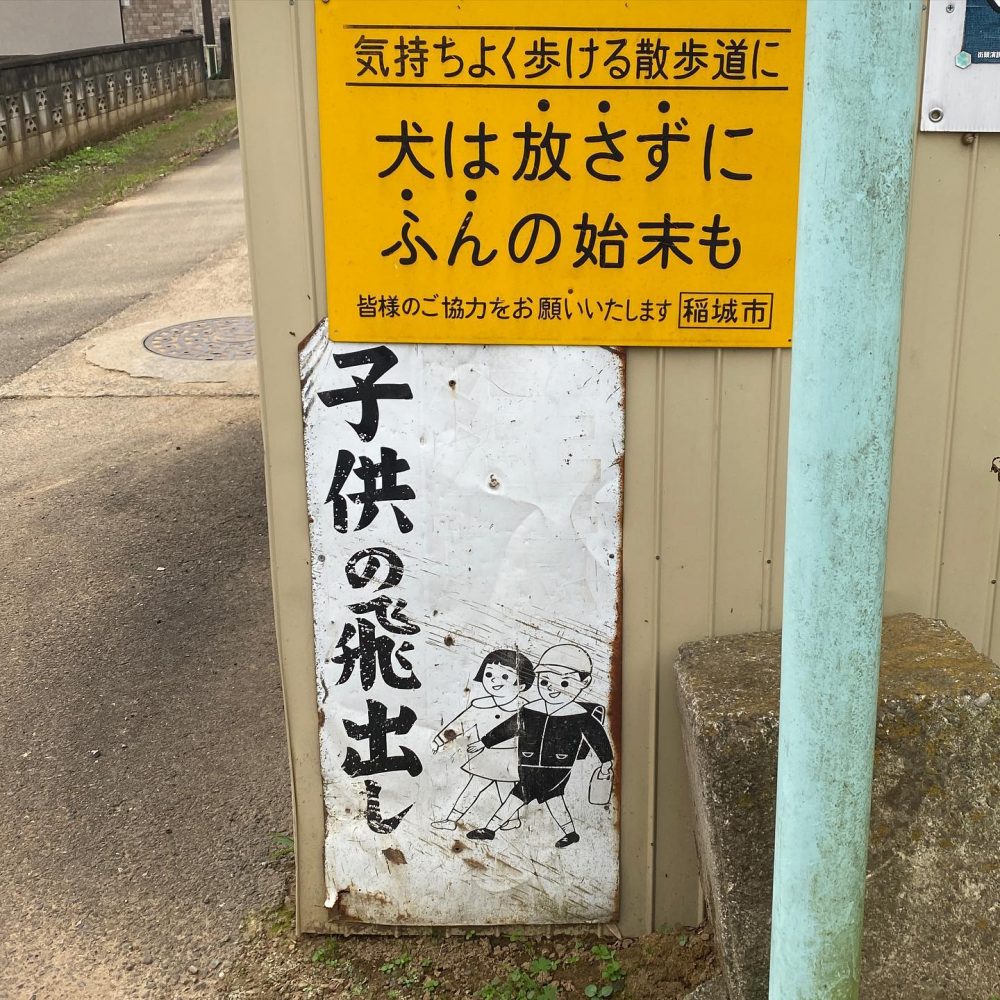 気持ちよく歩ける散歩道に
犬は放さずに
ふんの始末も
皆様のご協力をお願いいたします 稲城市
子供の飛出し